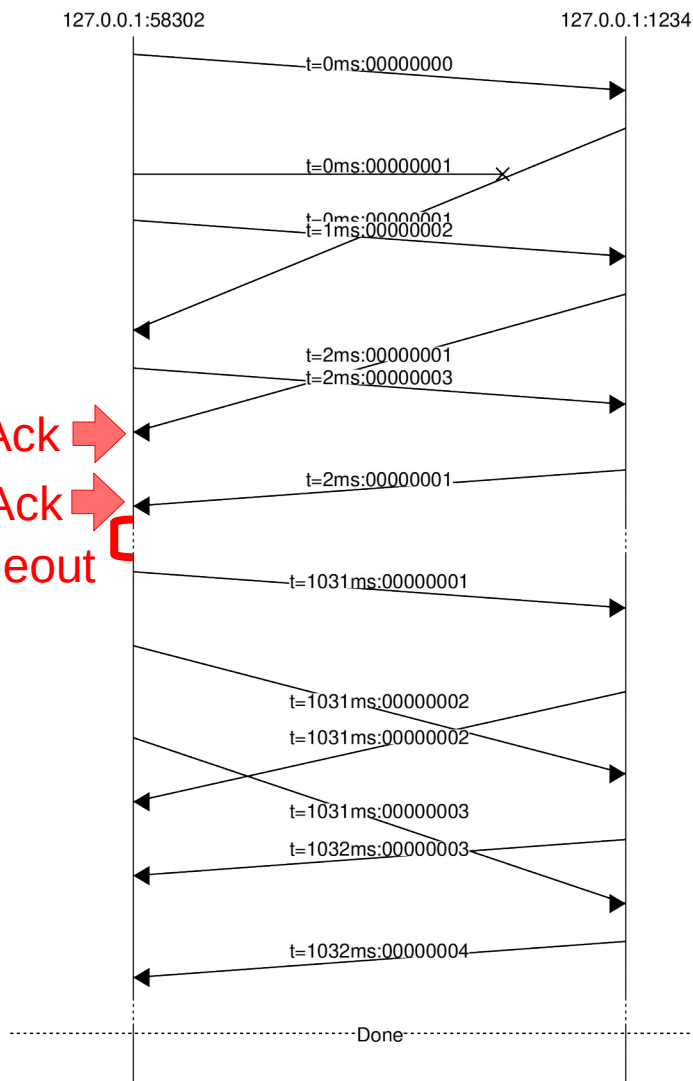 127.0.0.1:58302 127.0.0.1:1234
t=0ms:00000000
t=0ms:00000001
t=0ms:00000001
t=1ms:00000002
t=2ms:00000001
t=2ms:00000003
Ack
t=2ms:00000001
Ack
eout
t=1031ms:00000001
t=1031ms:00000002
t=1031ms:00000002
t=1031ms:00000003
t=1032ms:00000003
t=1032ms:00000004
Done